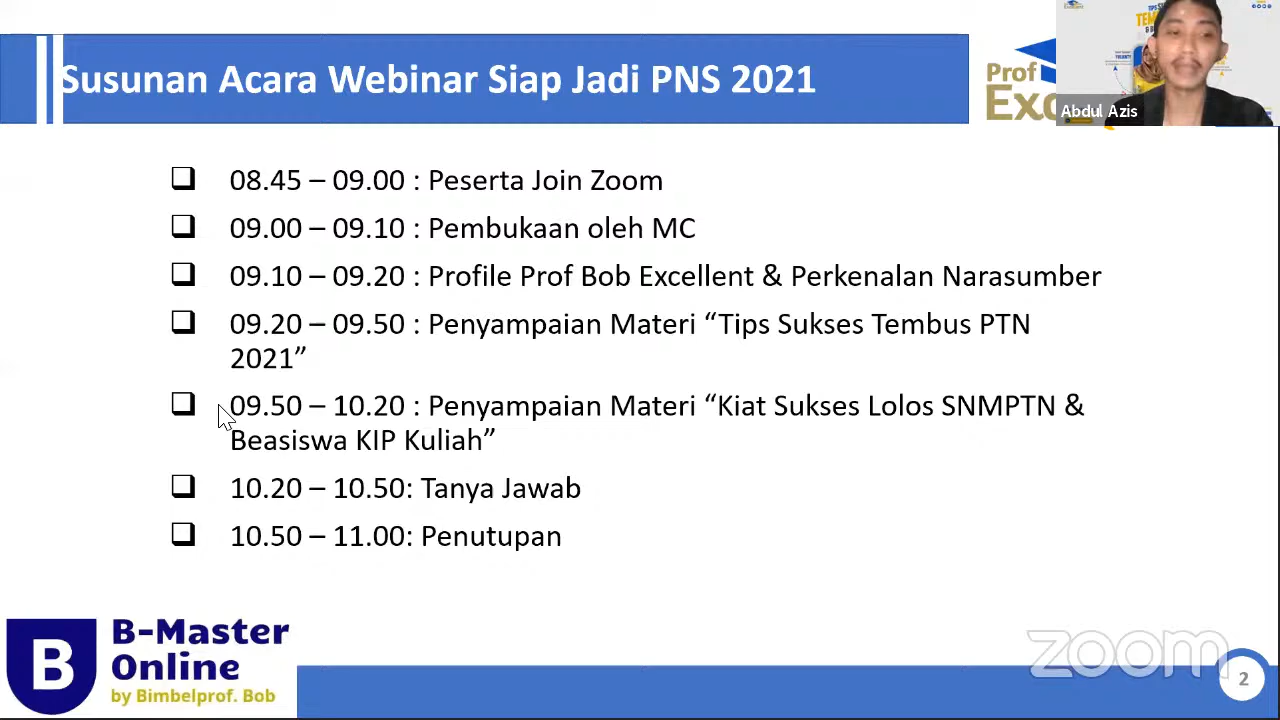 Susunan Acara Webinar Siap Jadi PNS 2021
Prof
Exc
Abdul Azis
08.45 – 09.00 : Peserta Join Zoom
09.00 – 09.10 : Pembukaan oleh MC
09.10 – 09.20 : Profile Prof Bob Excellent & Perkenalan Narasumber
09.20 – 09.50 : Penyampaian Materi “Tips Sukses Tembus PTN
2021”
09.50 – 10.20 : Penyampaian Materi “Kiat Sukses Lolos SNMPTN &
Beasiswa KIP Kuliah”
10.20 – 10.50: Tanya Jawab
10.50 – 11.00: Penutupan
B
B-Master
Online
by Bimbelprof. Bob
zoom
2